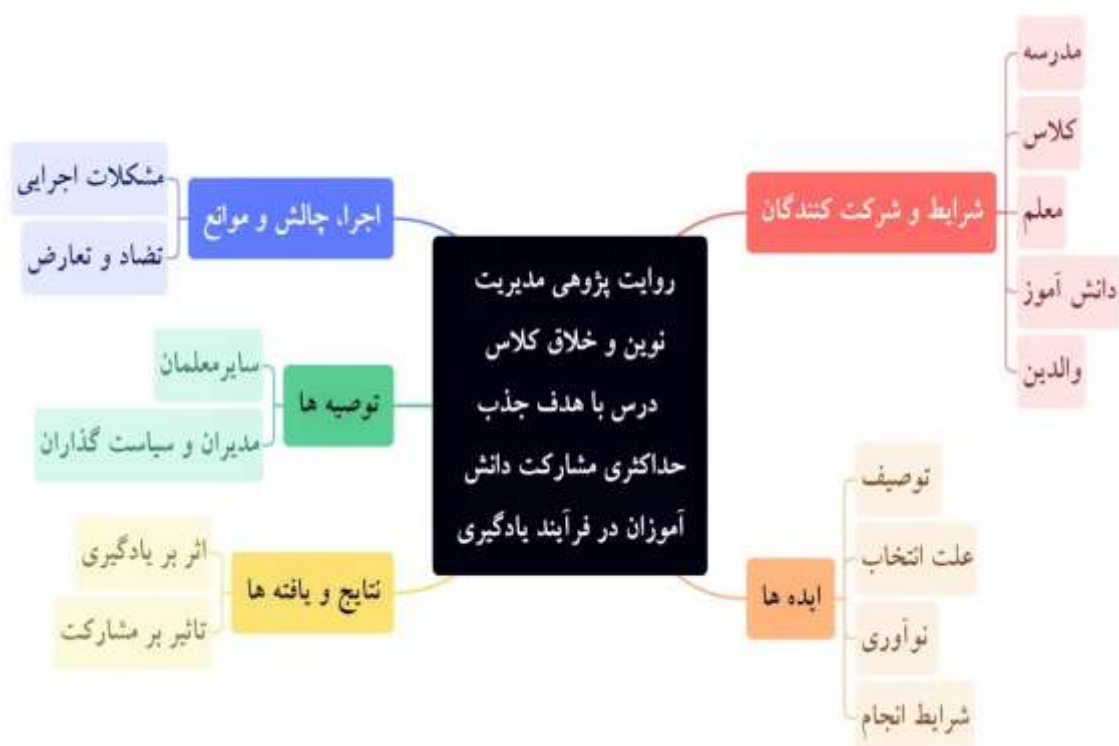 روایت پژوهی مدیریت
نوین و خلاق کلاس
درس با هدف جذب
حداکثری مشارکت دانش
آموزان در فرآیند یادگیری
شرایط و شرکت کنندگان
مدرسه
کلاس
معلم
دانش آموز
والدین
ایده ها
توصیف
علت انتخاب
نوآوری
شرایط انجام
اجرا، چالش و موانع
مشکلات اجرایی
تضاد و تعارض
توصیه ها
سایرمعلمان
مدیران و سیاست گذاران
نتایج و یافته ها
اثر بر یادگیری
تاثیر بر مشارکت